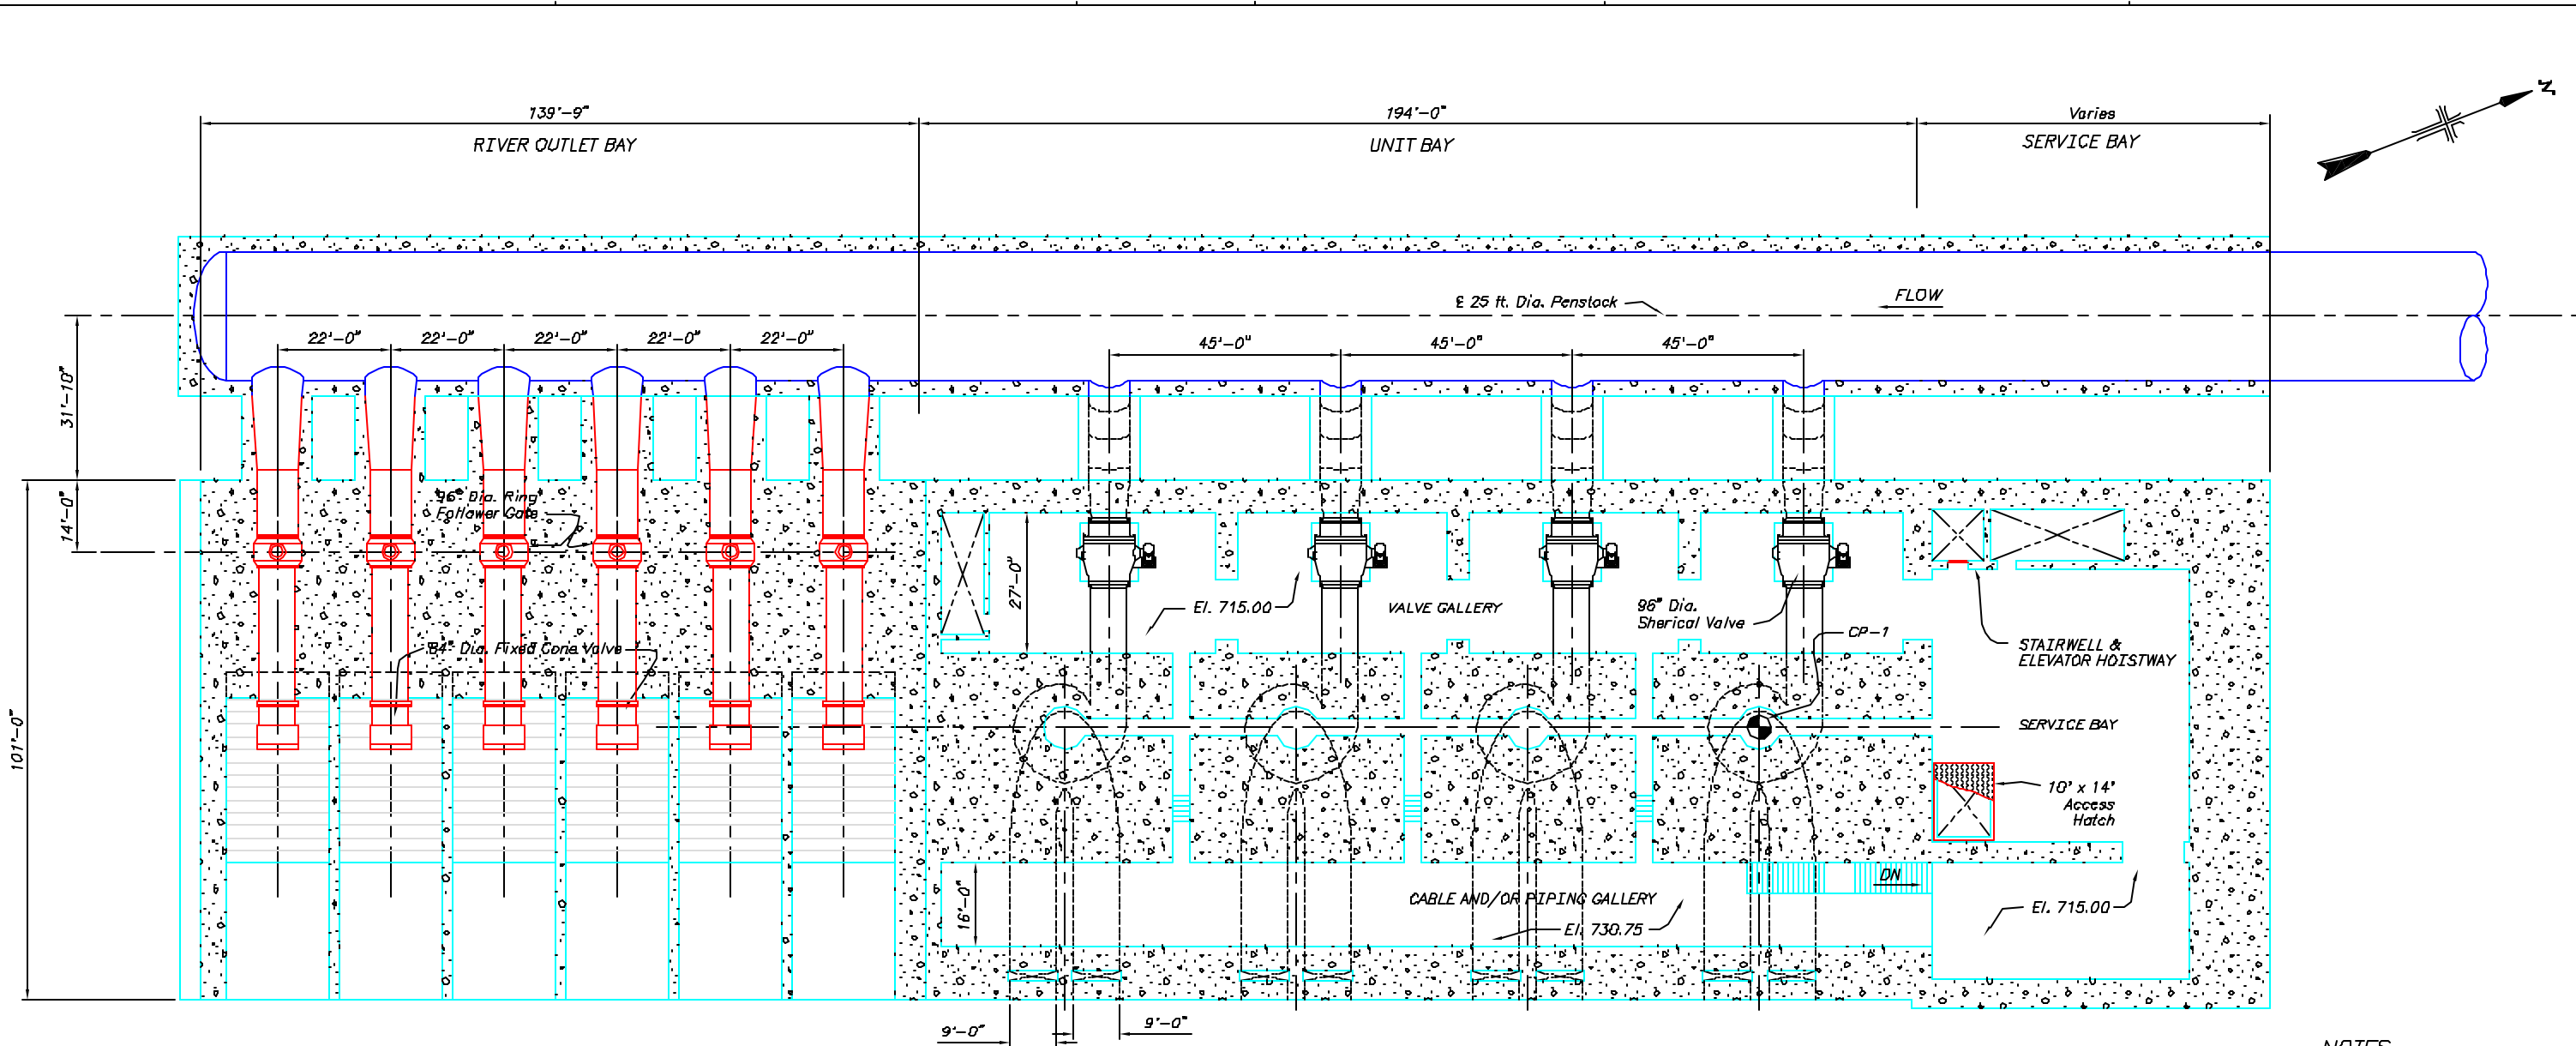 139'-9"
194'-0"
Varies
N
RIVER OUTLET BAY
UNIT BAY
SERVICE BAY
₤ 25 ft. Dia. Penstock
FLOW
22'-0"
22'-0"
22'-0"
22'-0"
22'-0"
45'-0"
45'-0"
45'-0"
31'-10"
14'-0"
101'-0"
96" Dia. Ring
Follower Gate
27'-0"
El. 715.00
VALVE GALLERY
96" Dia.
Sherical Valve
CP-1
STAIRWELL &
ELEVATOR HOISTWAY
84" Dia. Fixed Cone Valve
SERVICE BAY
10' x 14'
Access
Hatch
16'-0"
CABLE AND/OR PIPING GALLERY
El. 730.75
DN
El. 715.00
9'-0"
9'-0"
NOTES